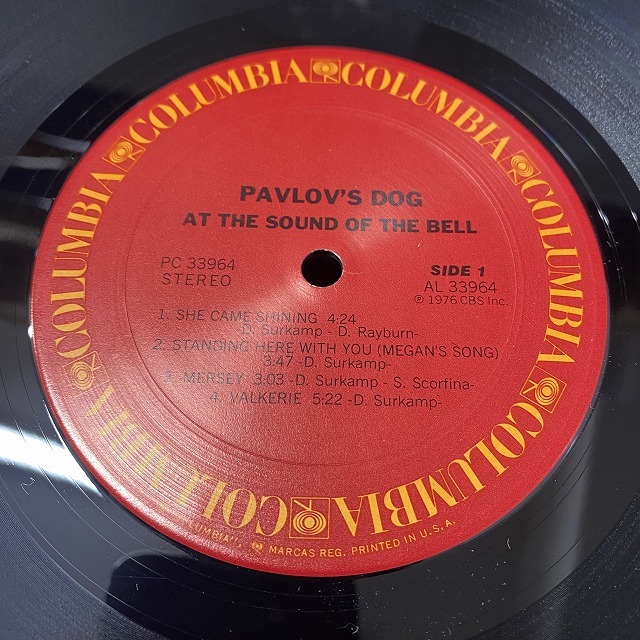 COLUMBIA COLUMBIA COLUMBIA COLUMBIA COLUMBIA COLUMBIA COLUMBIA
PAVLOV'S DOG
AT THE SOUND OF THE BELL
PC 33964
STEREO
SIDE 1
AL 33964
℗ 1976 CBS Inc.
1. SHE CAME SHINING 4:24
D. Surkamp - D. Rayburn-
2. STANDING HERE WITH YOU (MEGAN'S SONG)
3:47 -D. Surkamp-
3. MERSEY 3:03 -D. Surkamp - S. Scorfina-
4. VALKERIE 5:22 -D. Surkamp-
COLUMBIA", MARCAS REG. PRINTED IN U.S.A.